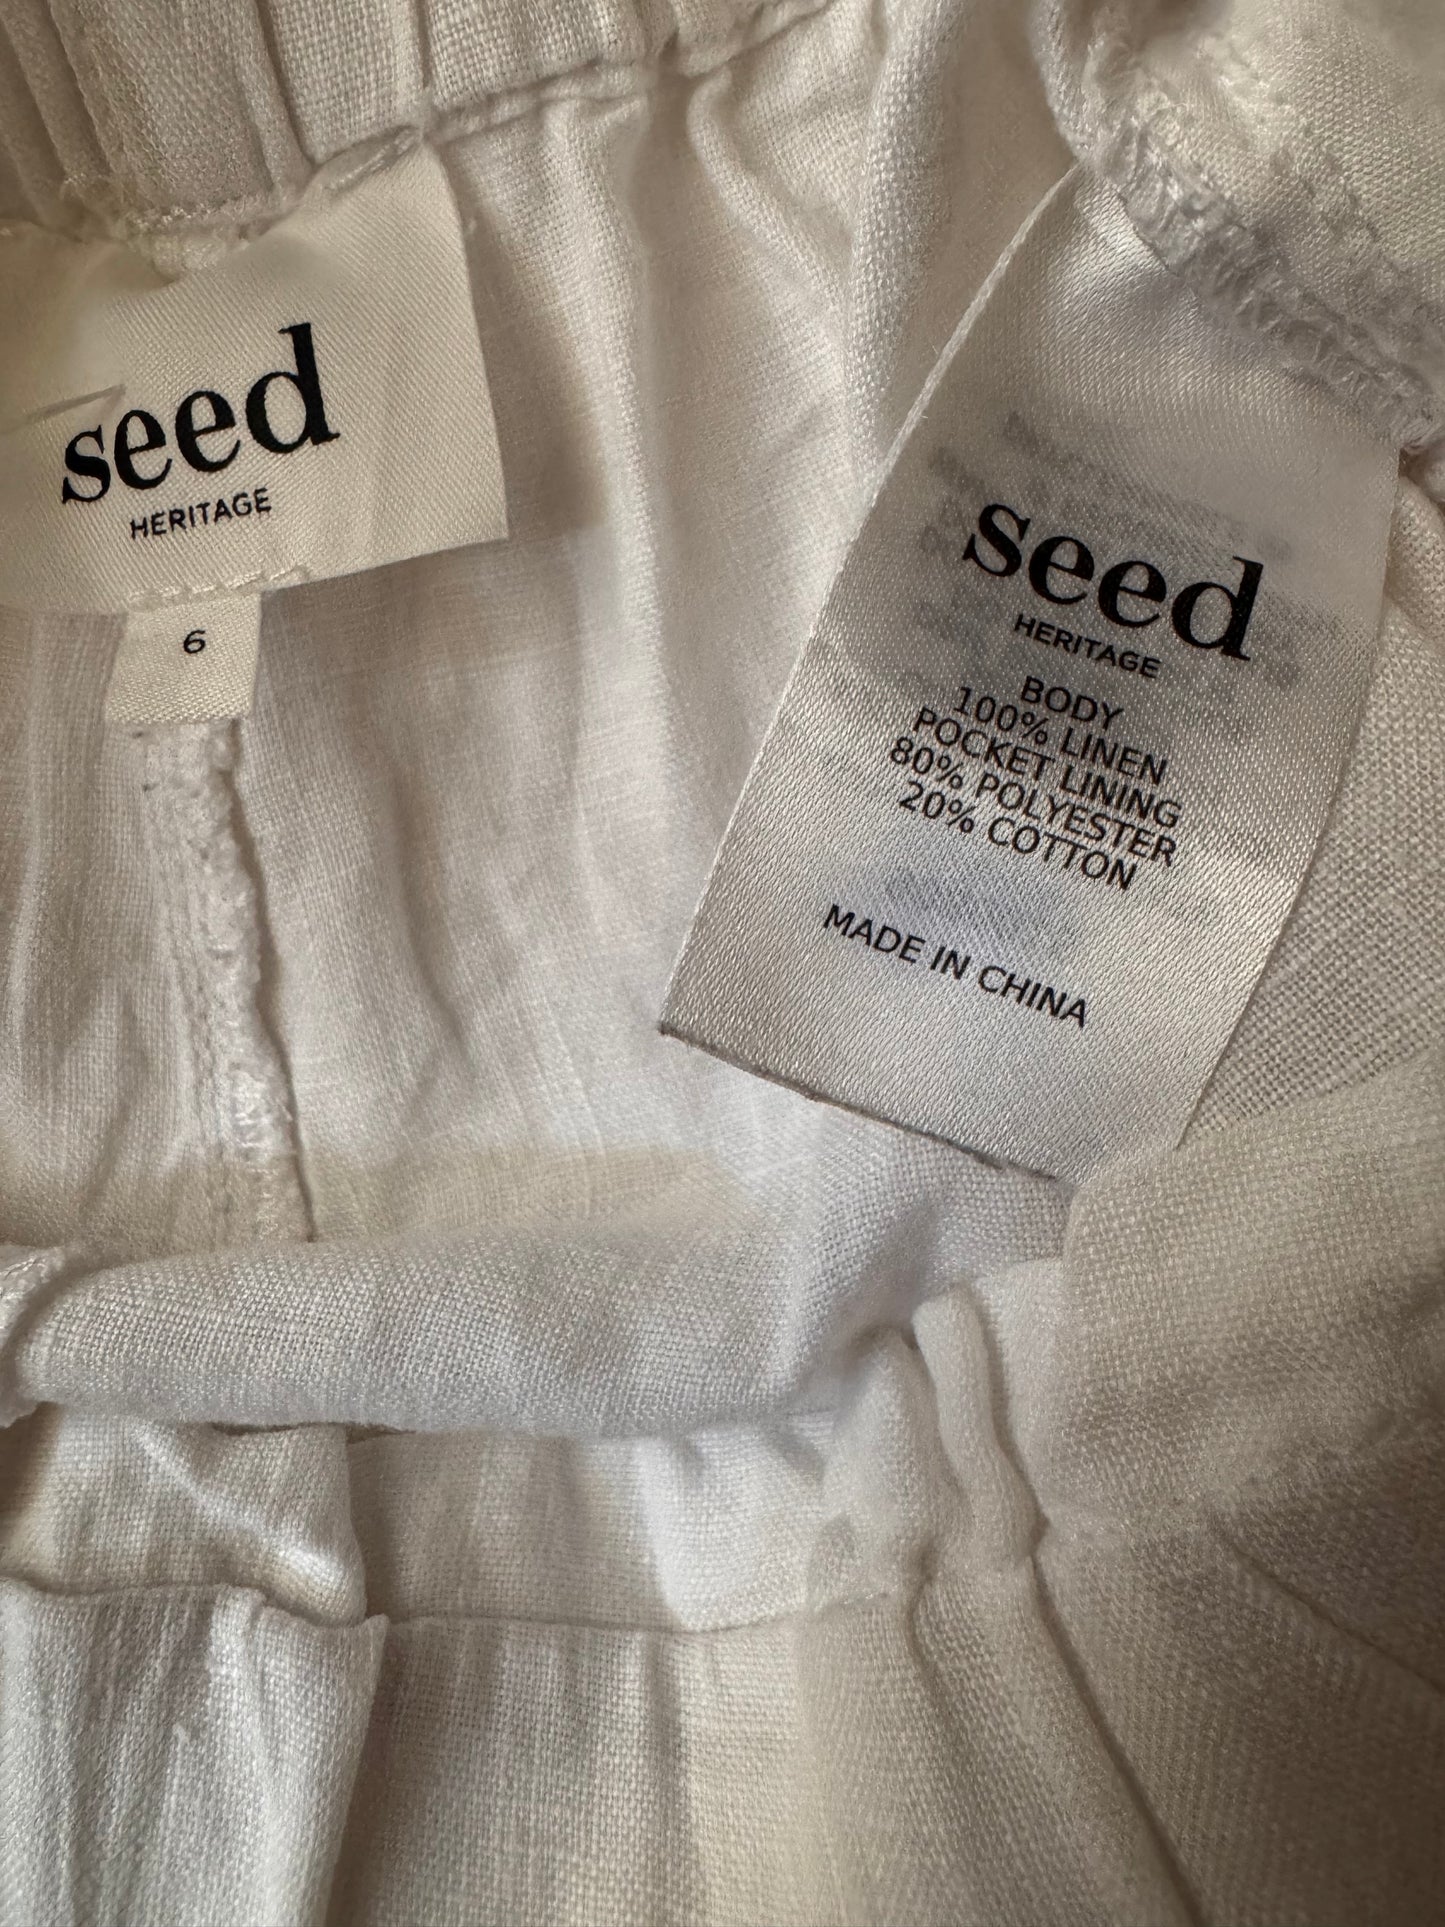 seed
HERITAGE
6
seed
HERITAGE
BODY
100% LINEN
POCKET LINING
80% POLYESTER
20% COTTON
MADE IN CHINA